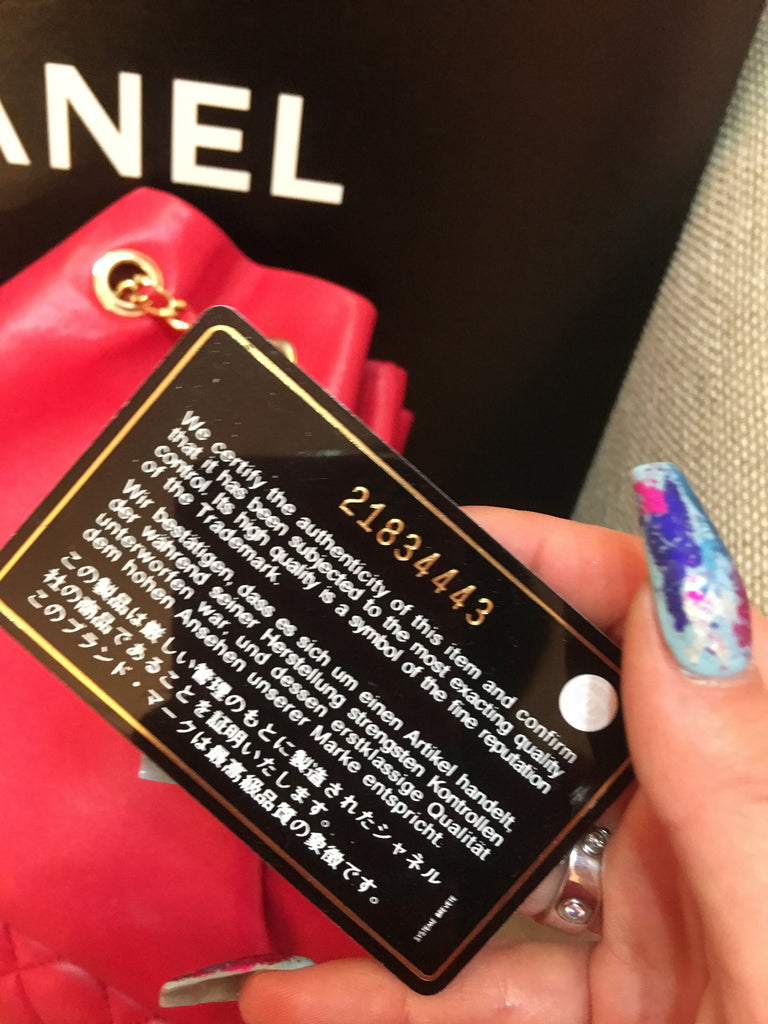 ANEL
21834443
We certify the authenticity of this item and confirm
that it has been subjected to the most exacting quality
control. Its high quality is a symbol of the fine reputation
of the Trademark.
Wir bestätigen, dass es sich um einen Artikel handelt,
der während seiner Herstellung strengsten Kontrollen
unterworfen war, und dessen erstklassige Qualität
dem hohen Ansehen unserer Marke entspricht.
この製品は厳しい管理のもとに製造されたシャネル
社の商品であることを証明いたします。
このブランド・マークは最高級品質の象徴です。
SYSTEME BREVETE